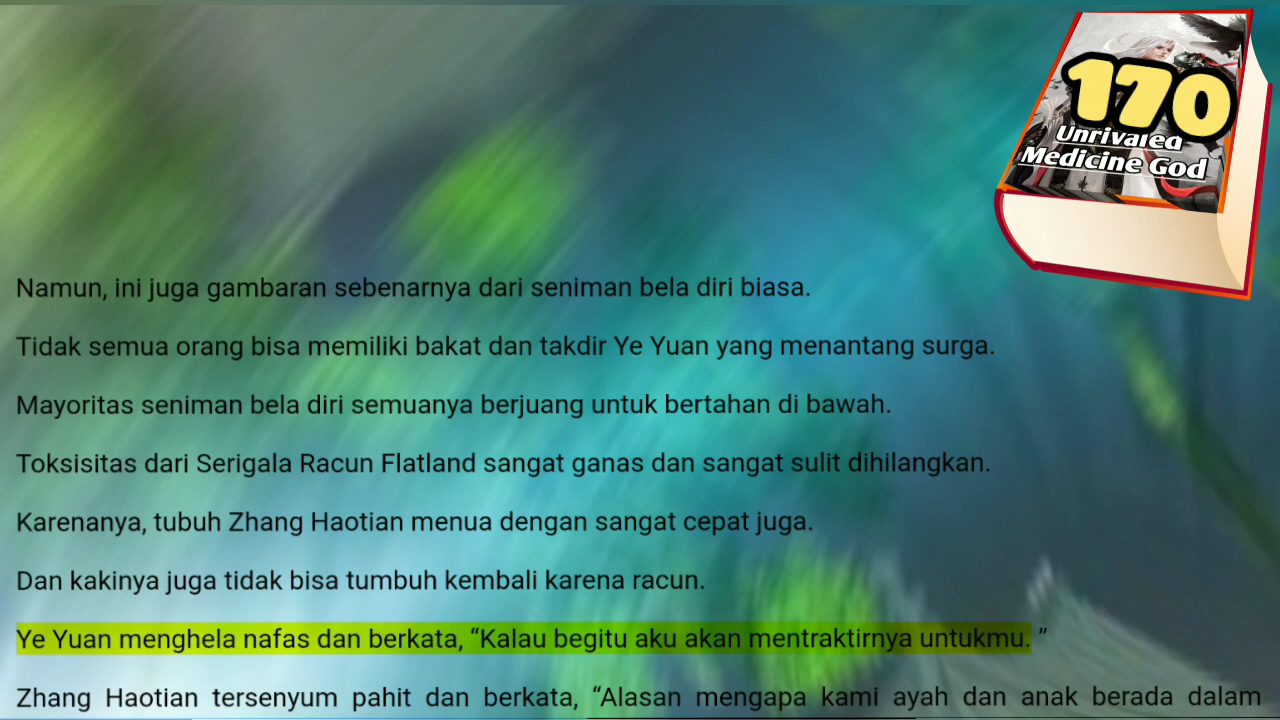 170
Unrivaled
Medicine God
Namun, ini juga gambaran sebenarnya dari seniman bela diri biasa.
Tidak semua orang bisa memiliki bakat dan takdir Ye Yuan yang menantang surga.
Mayoritas seniman bela diri semuanya berjuang untuk bertahan di bawah.
Toksisitas dari Serigala Racun Flatland sangat ganas dan sangat sulit dihilangkan.
Karenanya, tubuh Zhang Haotian menua dengan sangat cepat juga.
Dan kakinya juga tidak bisa tumbuh kembali karena racun.
Ye Yuan menghela nafas dan berkata, “Kalau begitu aku akan mentraktirnya untukmu. ”
Zhang Haotian tersenyum pahit dan berkata, “Alasan mengapa kami ayah dan anak berada dalam